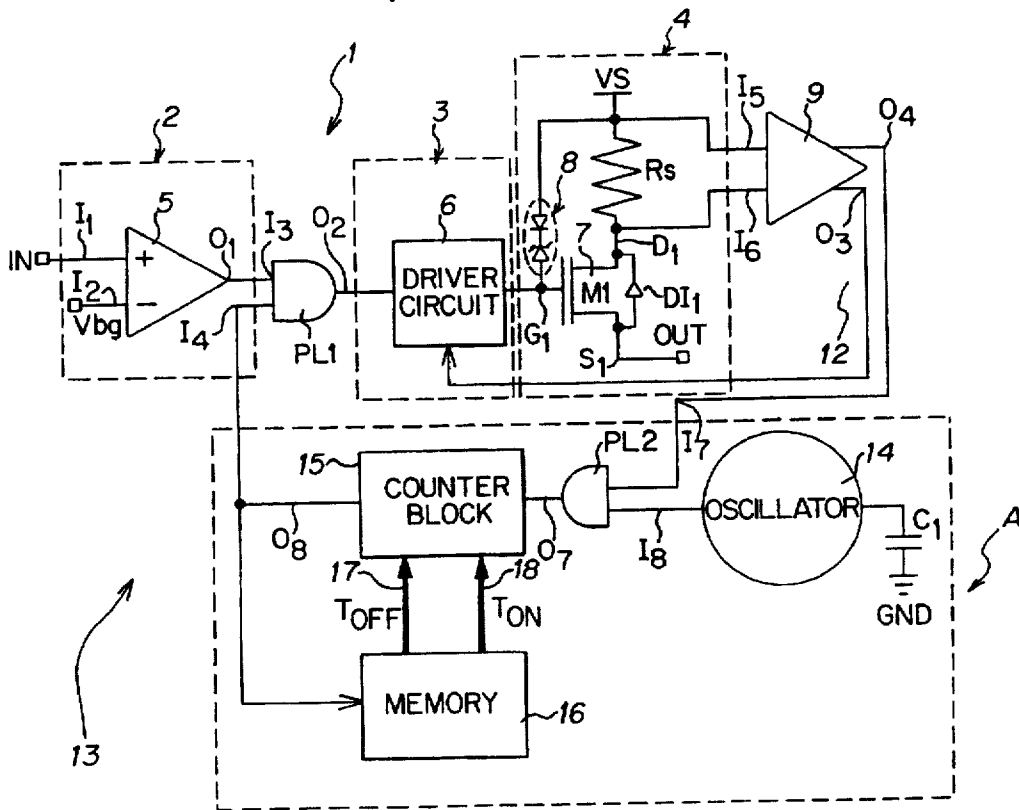 4
1
VS
I5
9
O4
2
3
8
Rs
5
6
I1
O1
I3
O2
7
D1
I6
O3
IN
+
DRIVER
CIRCUIT
M1
DI1
I2
−
Vbg
I4
PL1
G1
OUT
12
S1
PL2
I7
14
15
COUNTER
BLOCK
OSCILLATOR
C1
A
O8
O7
I8
17
18
GND
TOFF
TON
MEMORY
16
13